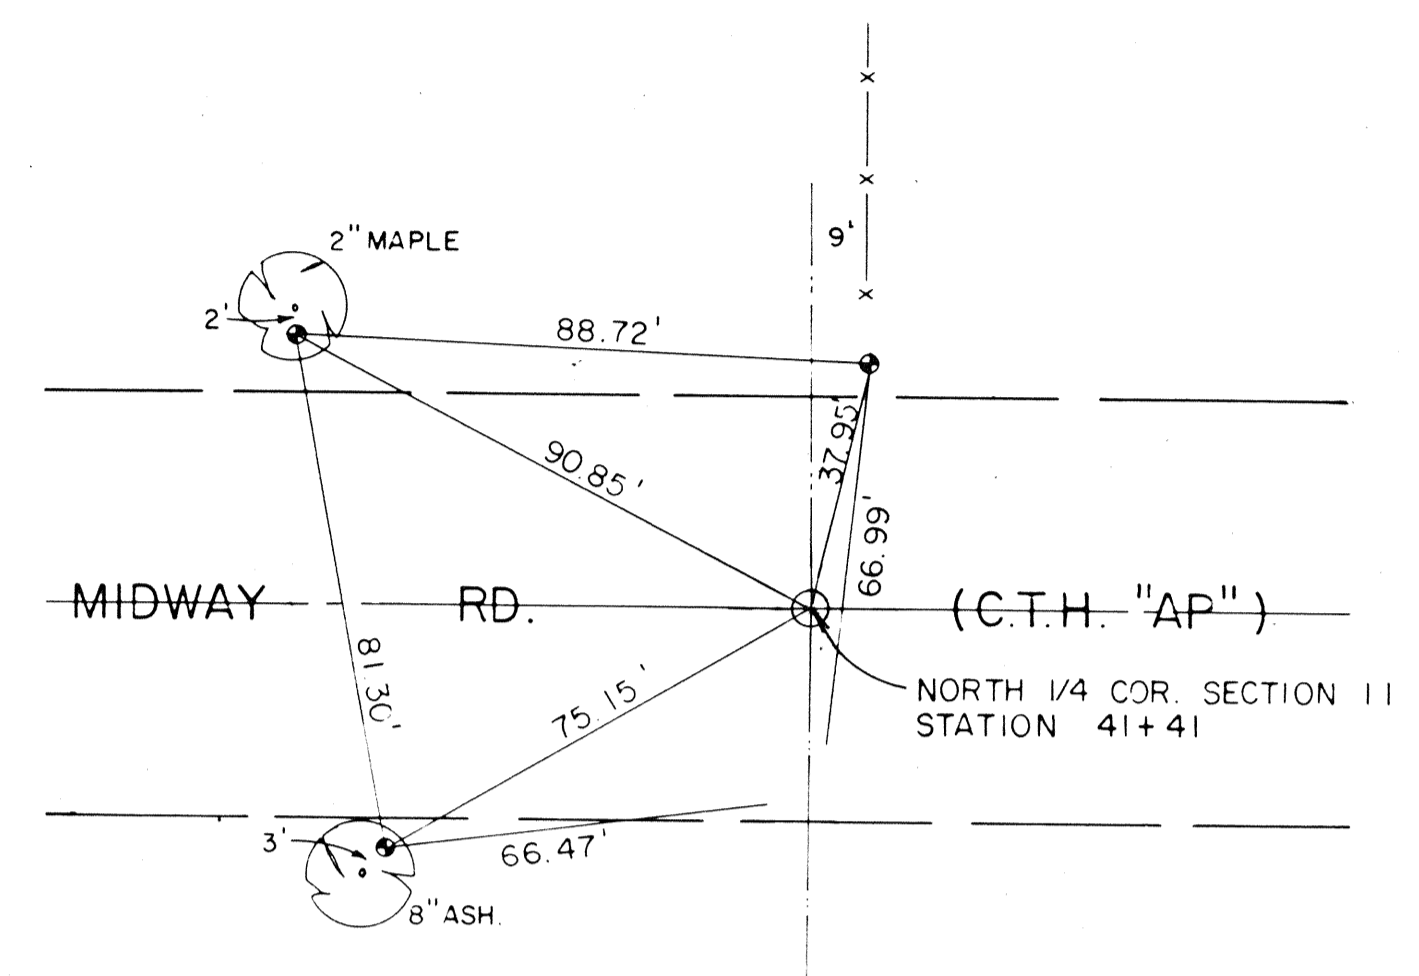 9'
2" MAPLE
2'
88.72'
37.95'
90.85'
66.99'
MIDWAY RD. (C.T.H. "AP")
81.30'
75.15'
NORTH 1/4 COR. SECTION 11
STATION 41+41
3'
66.47'
8" ASH.
x
x
x